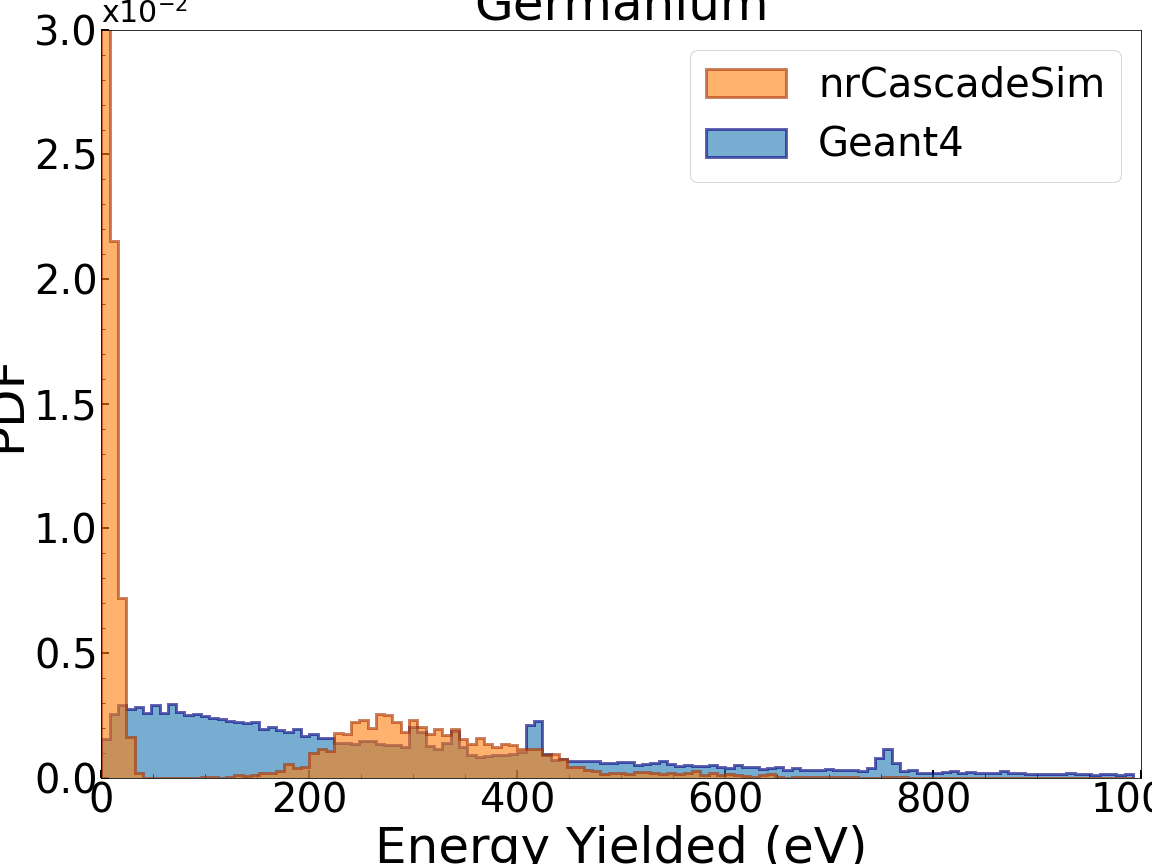 Germanium
x10⁻²
3.0
2.5
2.0
1.5
1.0
0.5
0.0
PDF
nrCascadeSim
Geant4
0 200 400 600 800 100
Energy Yielded (eV)